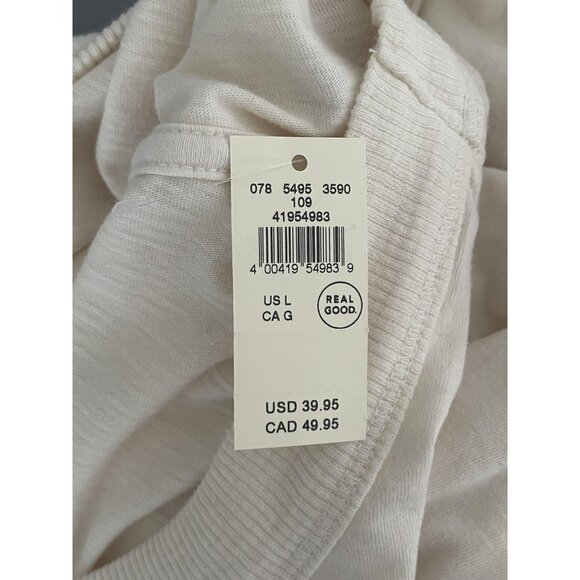 078 5495 3590
109
41954983
4 00419 54983 9
US L
CA G
REAL
GOOD.
USD 39.95
CAD 49.95